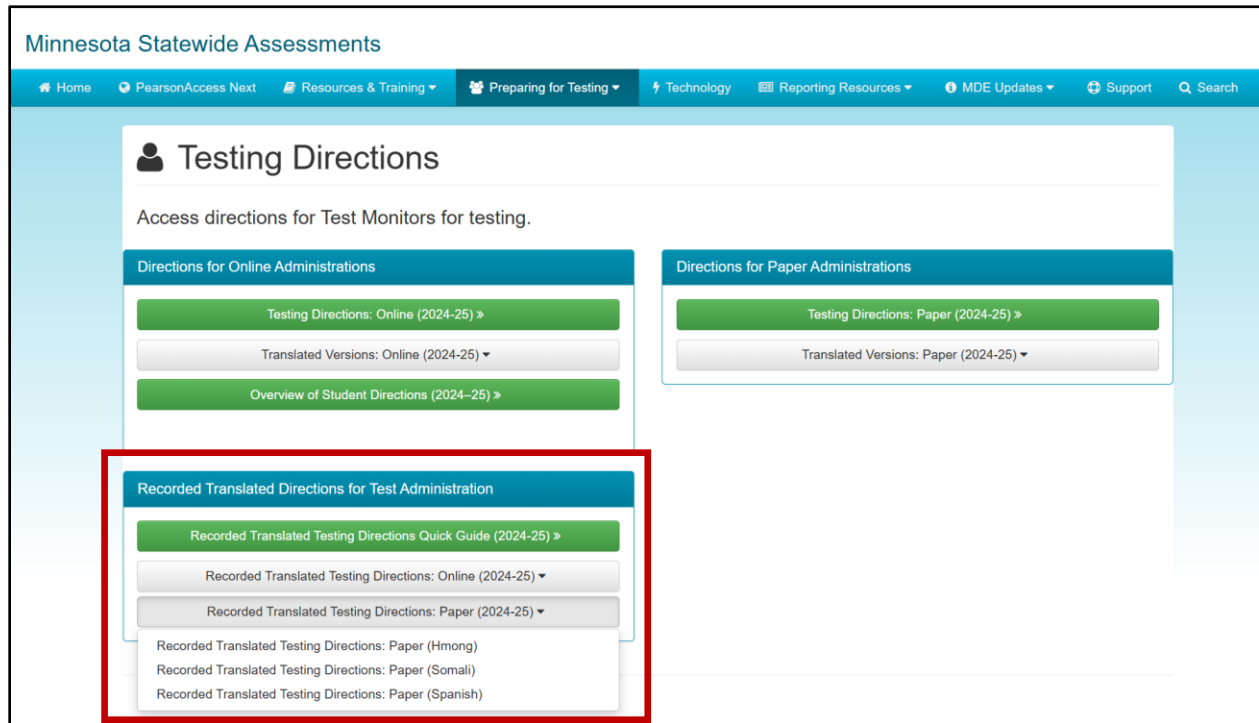 Minnesota Statewide Assessments
Home PearsonAccess Next Resources & Training Preparing for Testing Technology Reporting Resources MDE Updates Support Search
Testing Directions
Access directions for Test Monitors for testing.
Directions for Online Administrations
Testing Directions: Online (2024-25) »
Translated Versions: Online (2024-25)
Overview of Student Directions (2024–25) »
Directions for Paper Administrations
Testing Directions: Paper (2024-25) »
Translated Versions: Paper (2024-25)
Recorded Translated Directions for Test Administration
Recorded Translated Testing Directions Quick Guide (2024-25) »
Recorded Translated Testing Directions: Online (2024-25)
Recorded Translated Testing Directions: Paper (2024-25)
Recorded Translated Testing Directions: Paper (Hmong)
Recorded Translated Testing Directions: Paper (Somali)
Recorded Translated Testing Directions: Paper (Spanish)